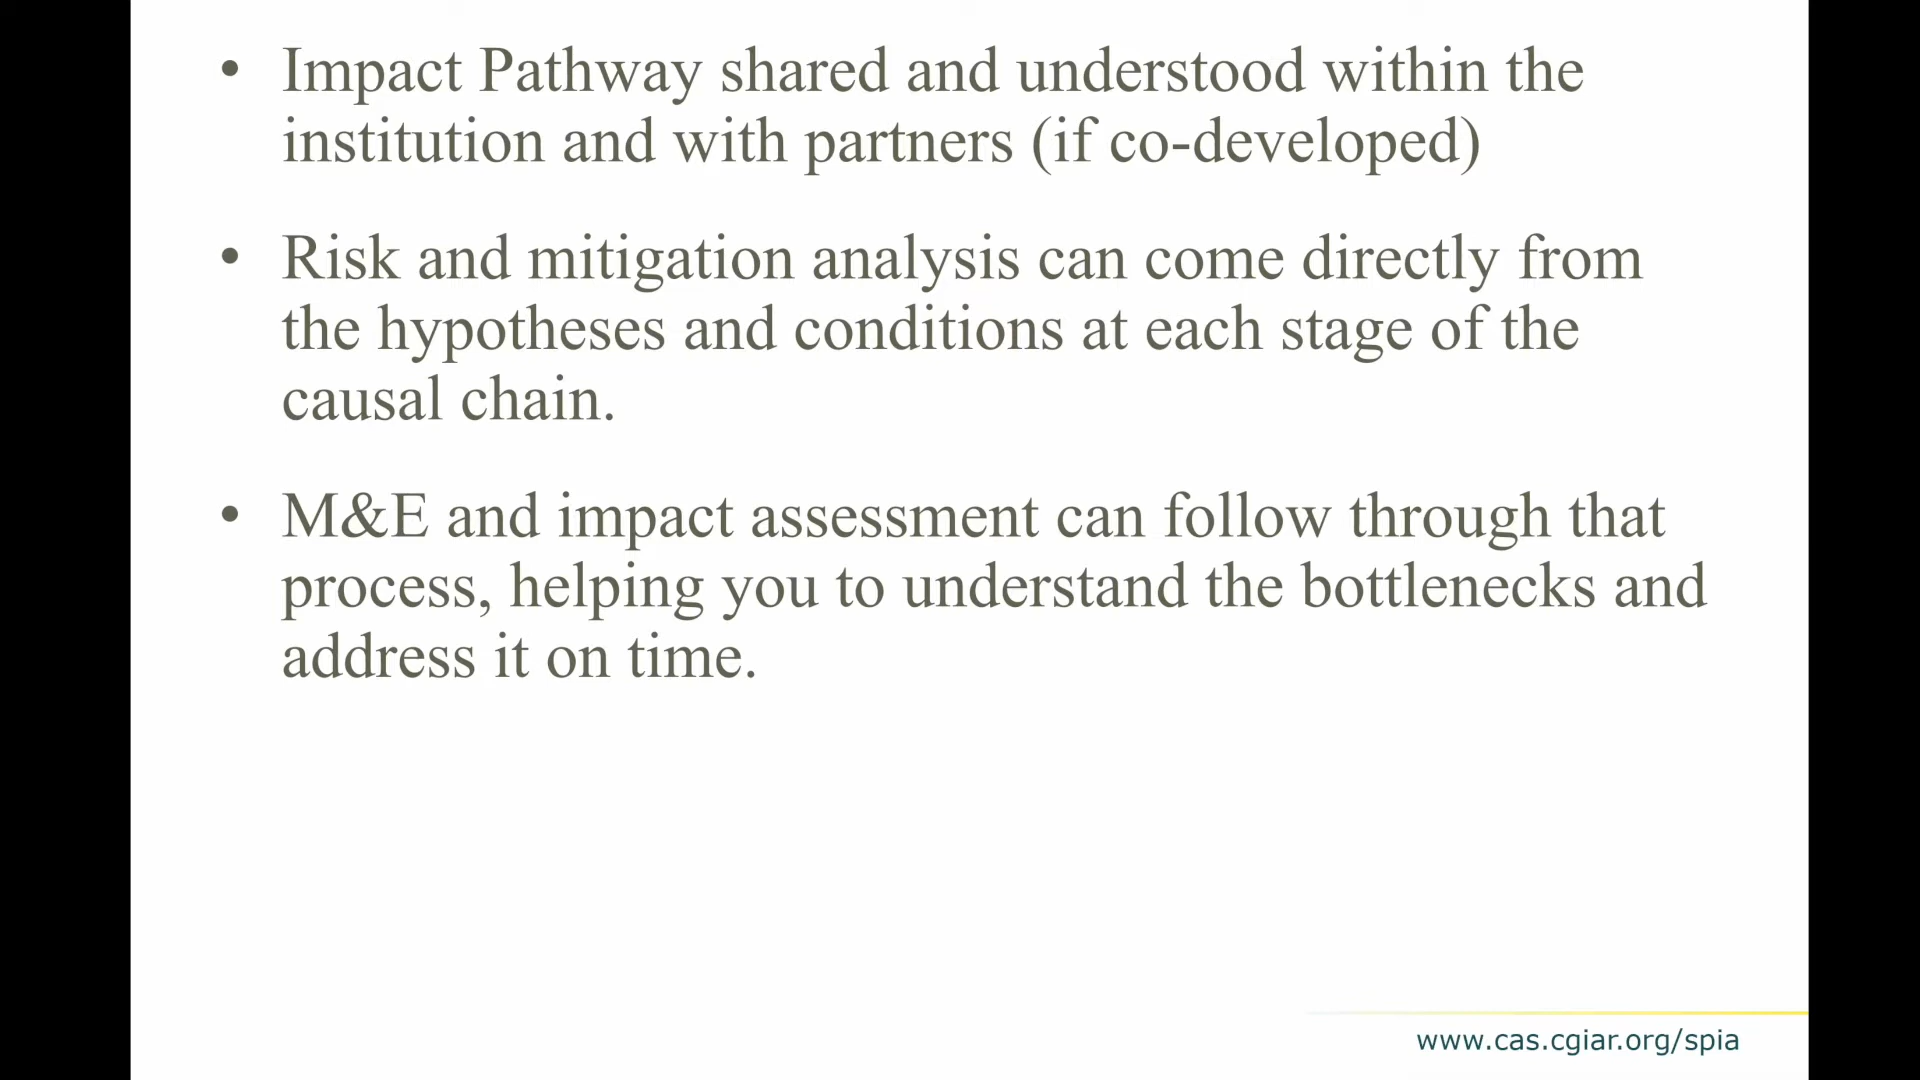 • Impact Pathway shared and understood within the
institution and with partners (if co-developed)
• Risk and mitigation analysis can come directly from
the hypotheses and conditions at each stage of the
causal chain.
• M&E and impact assessment can follow through that
process, helping you to understand the bottlenecks and
address it on time.
www.cas.cgiar.org/spia